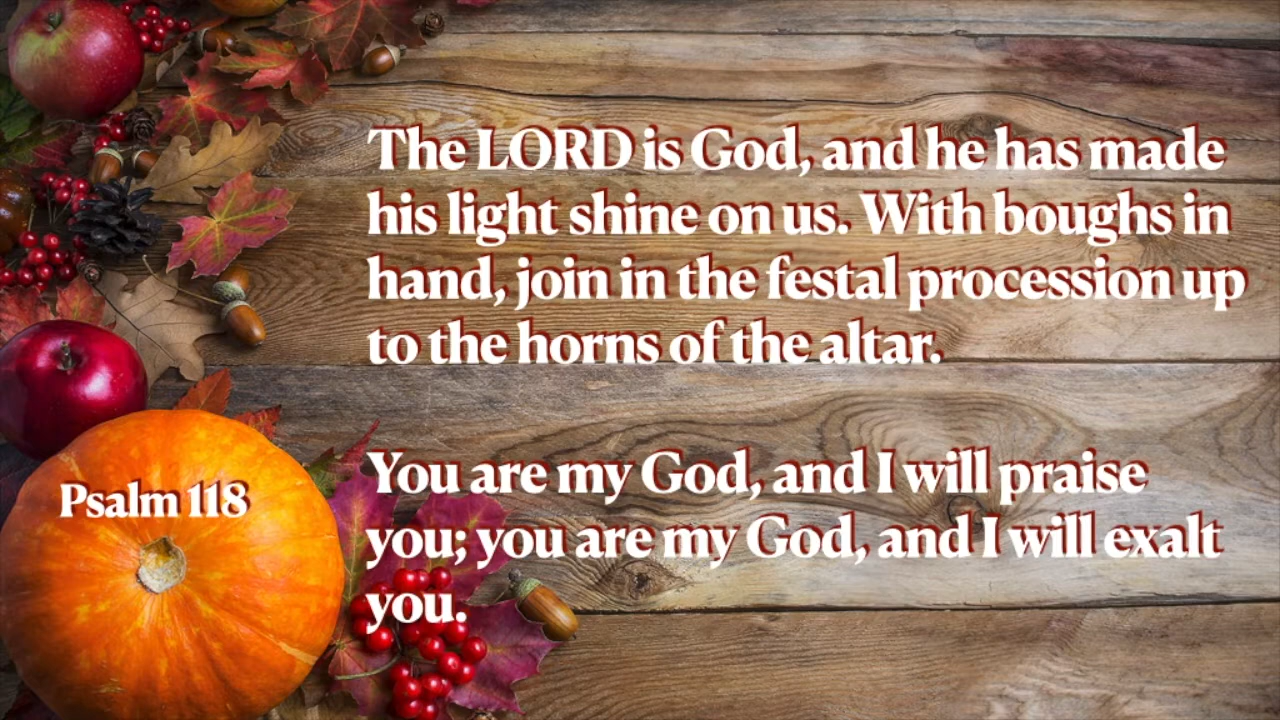 The LORD is God, and he has made
his light shine on us. With boughs in
hand, join in the festal procession up
to the horns of the altar.
You are my God, and I will praise
you; you are my God, and I will exalt
you.
Psalm 118